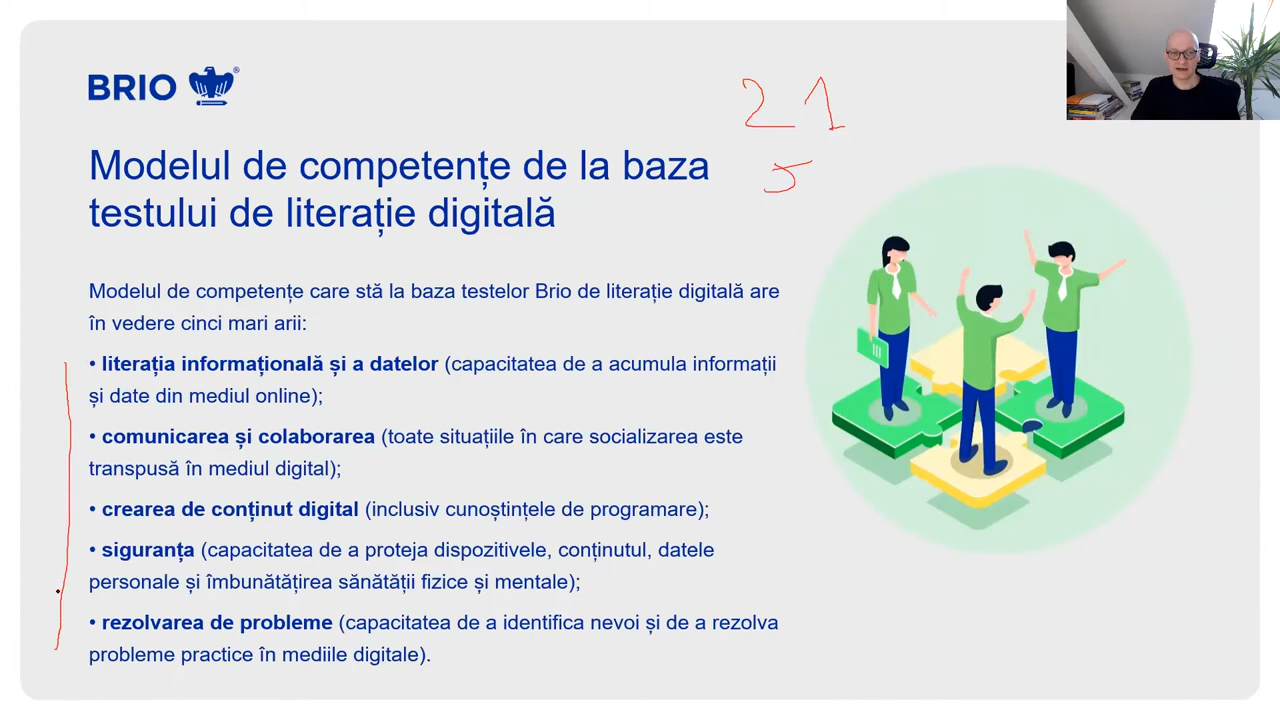 BRIO ®
21
5
Modelul de competențe de la baza
testului de literație digitală
Modelul de competențe care stă la baza testelor Brio de literație digitală are
în vedere cinci mari arii:
• literația informațională și a datelor (capacitatea de a acumula informații
și date din mediul online);
• comunicarea și colaborarea (toate situațiile în care socializarea este
transpusă în mediul digital);
• crearea de conținut digital (inclusiv cunoștințele de programare);
• siguranța (capacitatea de a proteja dispozitivele, conținutul, datele
personale și îmbunătățirea sănătății fizice și mentale);
• rezolvarea de probleme (capacitatea de a identifica nevoi și de a rezolva
probleme practice în mediile digitale).